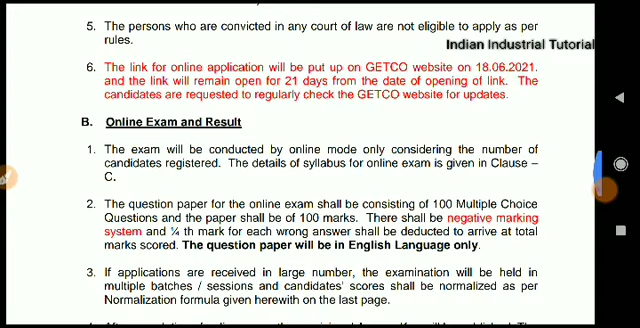 5. The persons who are convicted in any court of law are not eligible to apply as per
rules.
Indian Industrial Tutorial
6. The link for online application will be put up on GETCO website on 18.06.2021.
and the link will remain open for 21 days from the date of opening of link. The
candidates are requested to regularly check the GETCO website for updates.
B. Online Exam and Result
1. The exam will be conducted by online mode only considering the number of
candidates registered. The details of syllabus for online exam is given in Clause –
C.
2. The question paper for the online exam shall be consisting of 100 Multiple Choice
Questions and the paper shall be of 100 marks. There shall be negative marking
system and ¼ th mark for each wrong answer shall be deducted to arrive at total
marks scored. The question paper will be in English Language only.
3. If applications are received in large number, the examination will be held in
multiple batches / sessions and candidates' scores shall be normalized as per
Normalization formula given herewith on the last page.